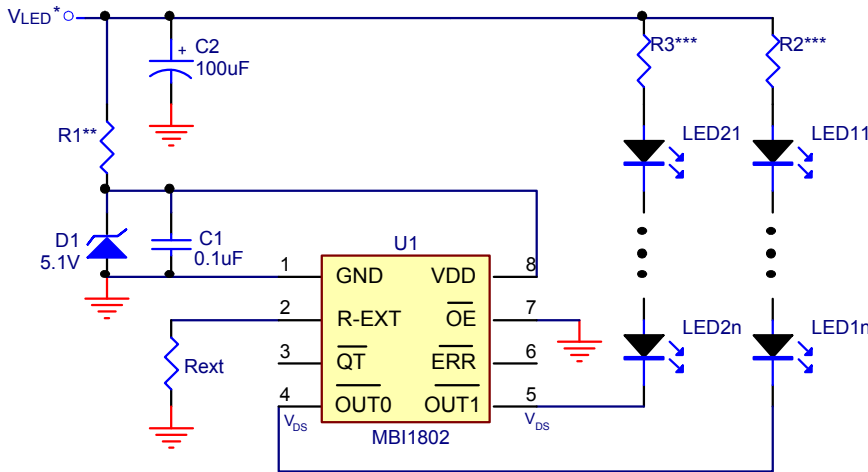 VLED*
C2
+
100uF
R3***
R2***
R1**
LED21
LED11
D1
5.1V
C1
0.1uF
U1
1
GND
VDD
8
2
R-EXT
OE
7
3
QT
ERR
6
4
OUT0
OUT1
5
VDS
VDS
MBI1802
Rext
LED2n
LED1n